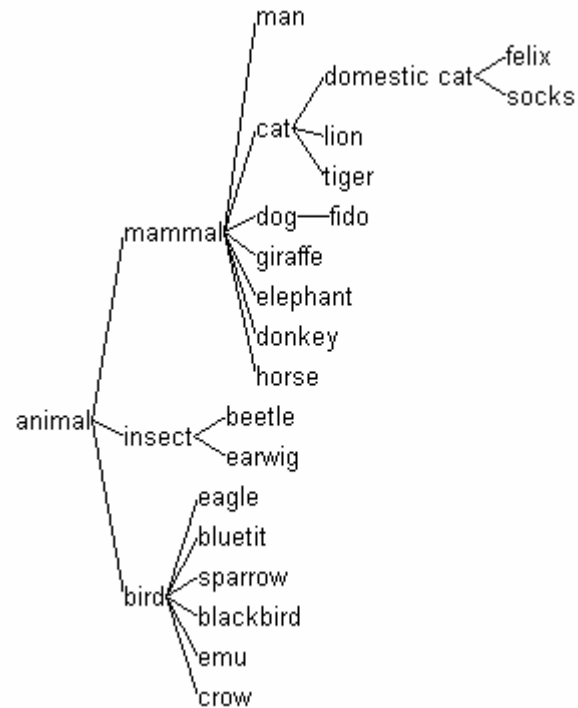 man
felix
domestic cat
socks
cat
lion
tiger
dog
fido
mammal
giraffe
elephant
donkey
horse
animal
beetle
insect
earwig
eagle
bluetit
sparrow
bird
blackbird
emu
crow